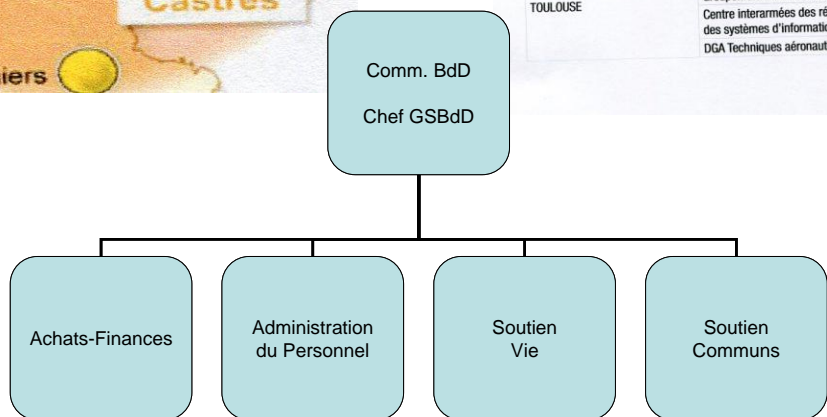 Castres
iers
TOULOUSE
Centre interarmées des ré
des systèmes d'informatio
DGA Techniques aéronaut
Comm. BdD
Chef GSBdD
Achats-Finances
Administration
du Personnel
Soutien
Vie
Soutien
Communs